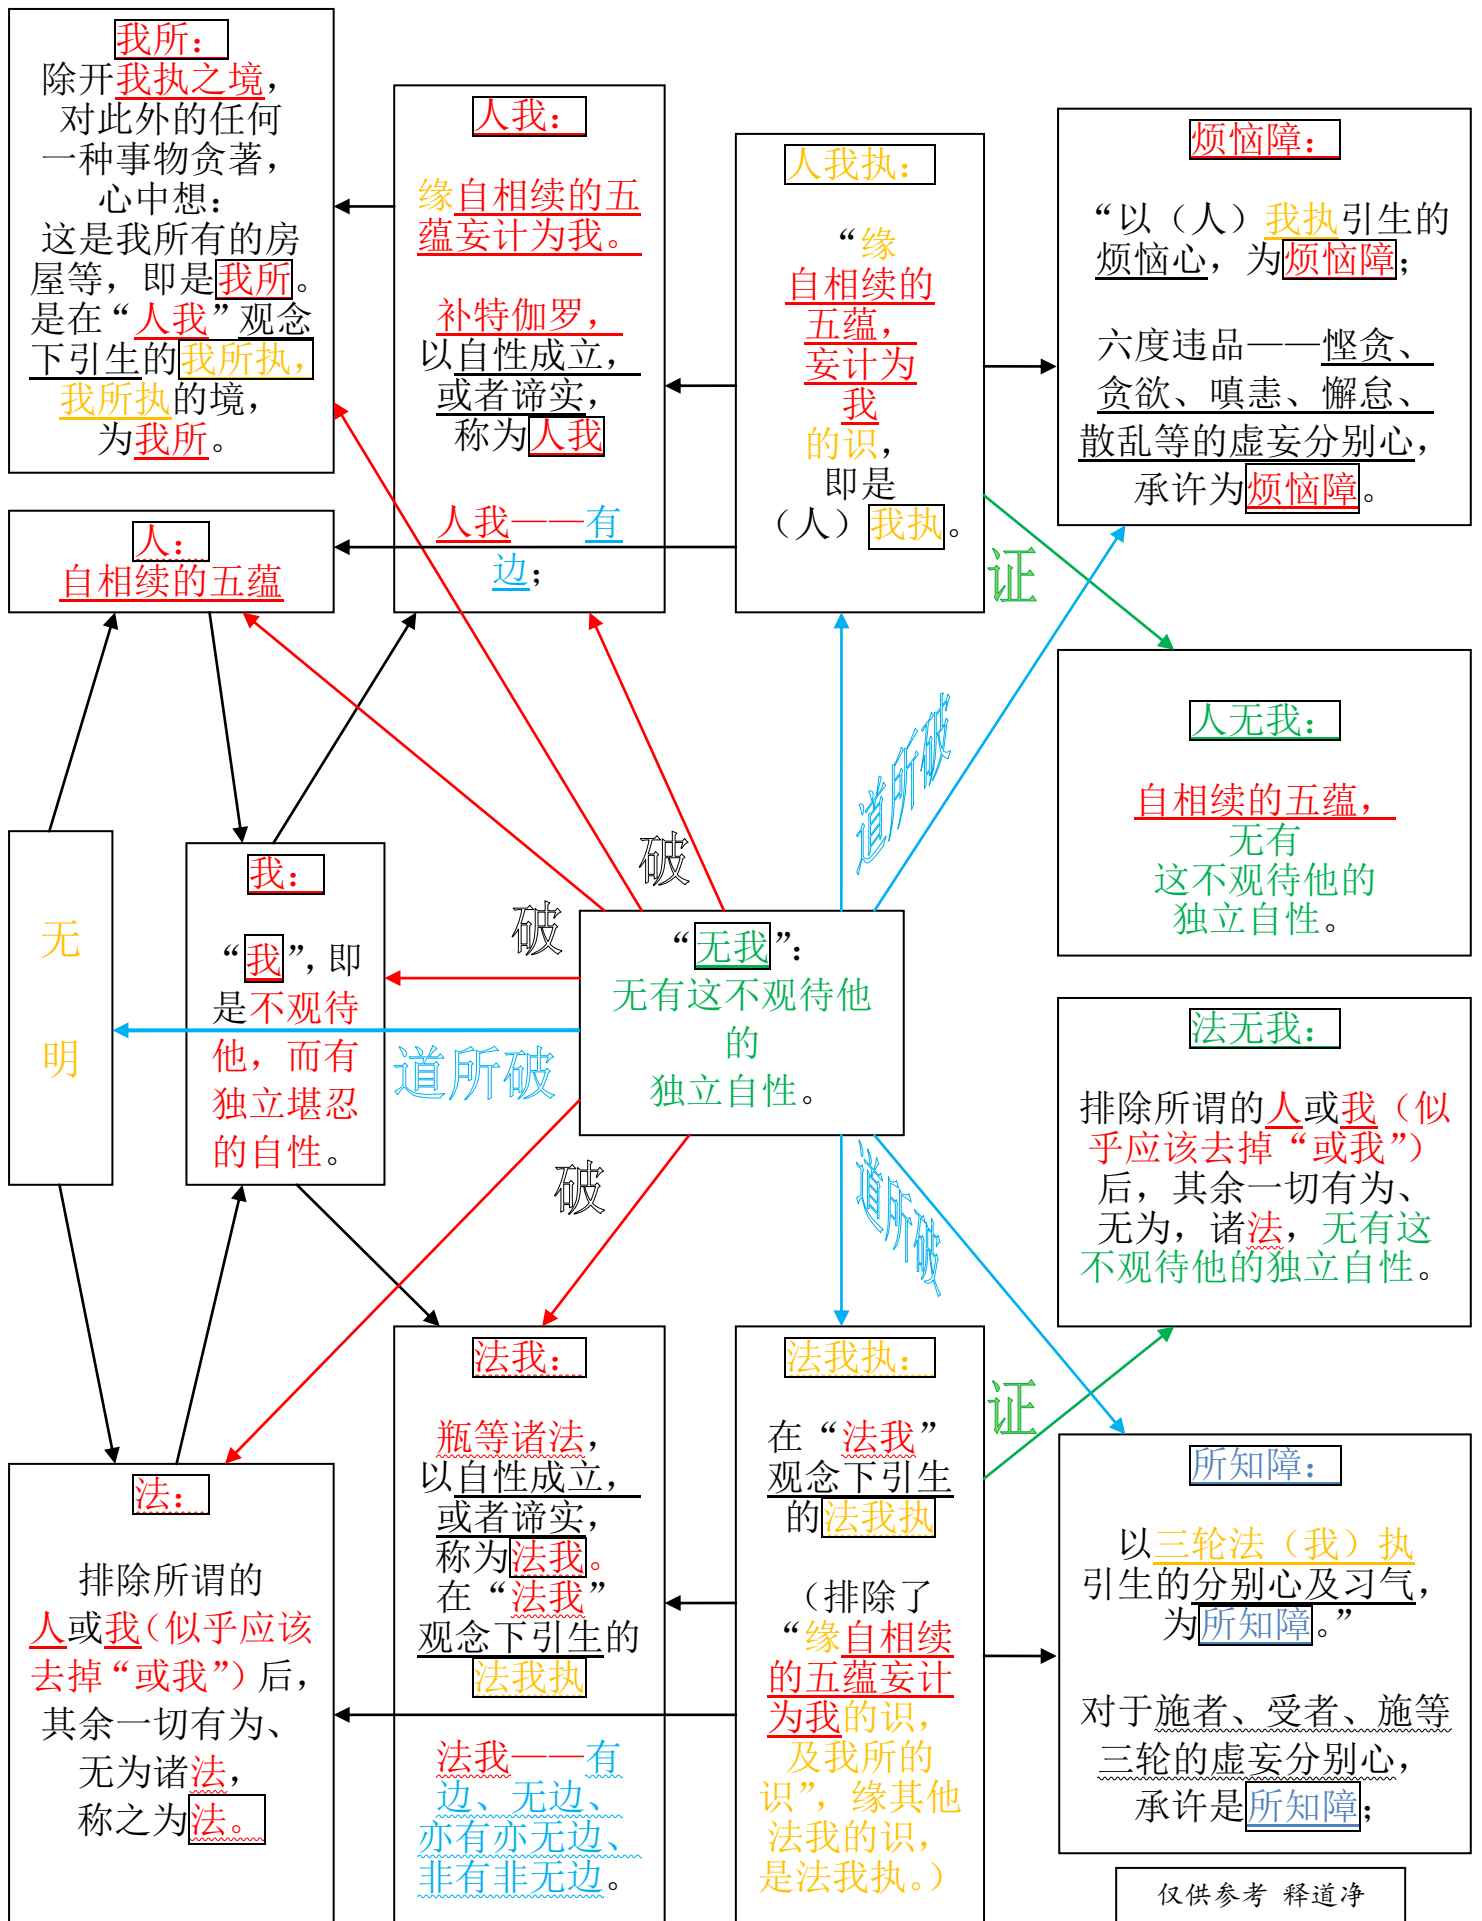 我所：
除开我执之境，
对此外的任何
一种事物贪著，
心中想：
这是我所有的房
屋等，即是我所。
是在“人我”观念
下引生的我所执，
我所执的境，
为我所。
人我：
缘自相续的五
蕴妄计为我。
补特伽罗，
以自性成立，
或者谛实，
称为人我
人我——有
边；
人我执：
“缘
自相续的
五蕴，
妄计为
我
的识，
即是
（人）我执。
烦恼障：
“以（人）我执引生的
烦恼心，为烦恼障；
六度违品——悭贪、
贪欲、嗔恚、懈怠、
散乱等的虚妄分别心，
承许为烦恼障。
人：
自相续的五蕴
证
人无我：
自相续的五蕴，
无有
这不观待他的
独立自性。
道所破
破
破
无
明
我：
“我”，即
是不观待
他，而有
独立堪忍
的自性。
“无我”：
无有这不观待他
的
独立自性。
道所破
破
道所破
法无我：
排除所谓的人或我（似
乎应该去掉“或我”）
后，其余一切有为、
无为，诸法，无有这
不观待他的独立自性。
证
法：
排除所谓的
人或我（似乎应该
去掉“或我”）后，
其余一切有为、
无为诸法，
称之为法。
法我：
瓶等诸法，
以自性成立，
或者谛实，
称为法我。
在“法我”
观念下引生的
法我执
法我——有
边、无边、
亦有亦无边、
非有非无边。
法我执：
在“法我”
观念下引生
的法我执
（排除了
“缘自相续
的五蕴妄计
为我的识，
及我所的
识”，缘其他
法我的识，
是法我执。）
所知障：
以三轮法（我）执
引生的分别心及习气，
为所知障。”
对于施者、受者、施等
三轮的虚妄分别心，
承许是所知障；
仅供参考 释道净